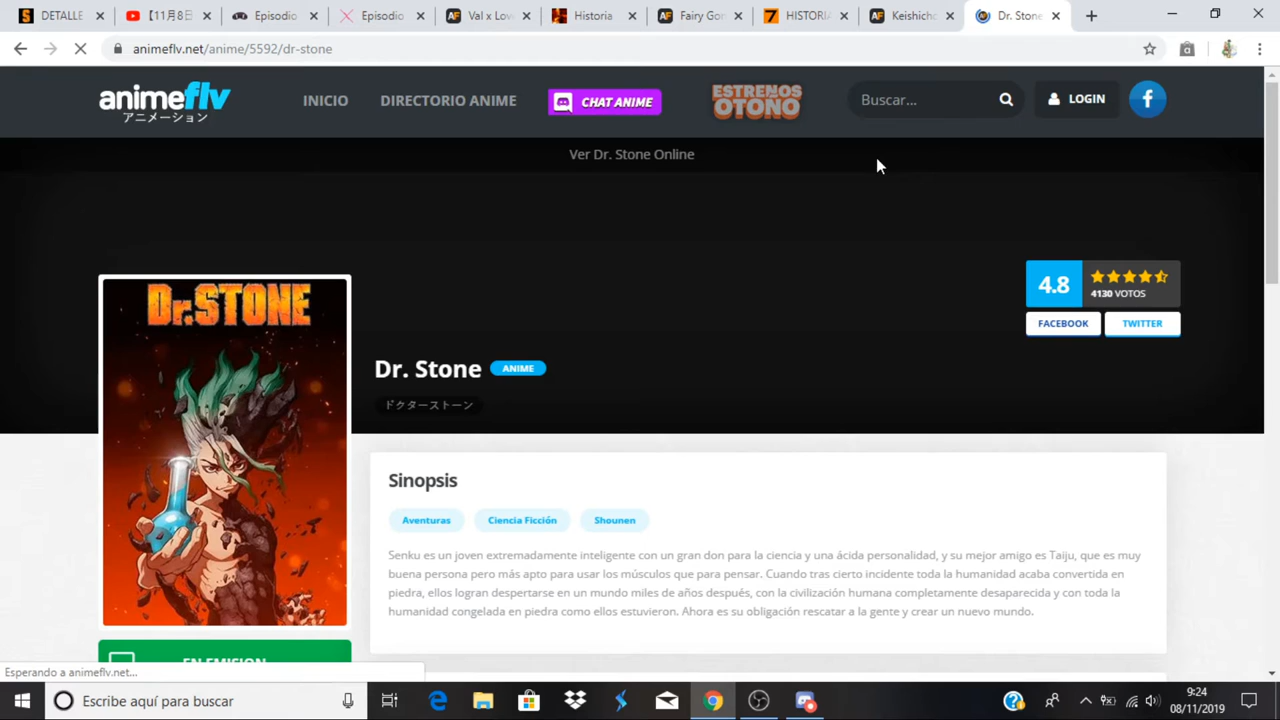 DETALLE
【11月8日
Episodio
Episodio
Val x Lov
Historia
Fairy Gon
HISTORIA
Keishicho
Dr. Stone
animeflv.net/anime/5592/dr-stone
animeflv
アニメーション
INICIO
DIRECTORIO ANIME
CHAT ANIME
ESTRENOS
OTOÑO
Buscar...
LOGIN
Ver Dr. Stone Online
4.8
4130 VOTOS
FACEBOOK
TWITTER
Dr.STONE
Dr. Stone
ANIME
ドクターストーン
Sinopsis
Aventuras
Ciencia Ficción
Shounen
Senku es un joven extremadamente inteligente con un gran don para la ciencia y una ácida personalidad, y su mejor amigo es Taiju, que es muy
buena persona pero más apto para usar los músculos que para pensar. Cuando tras cierto incidente toda la humanidad acaba convertida en
piedra, ellos logran despertarse en un mundo miles de años después, con la civilización humana completamente desaparecida y con toda la
humanidad congelada en piedra como ellos estuvieron. Ahora es su obligación rescatar a la gente y crear un nuevo mundo.
EN EMISION
Esperando a animeflv.net...
Escribe aquí para buscar
9:24
08/11/2019